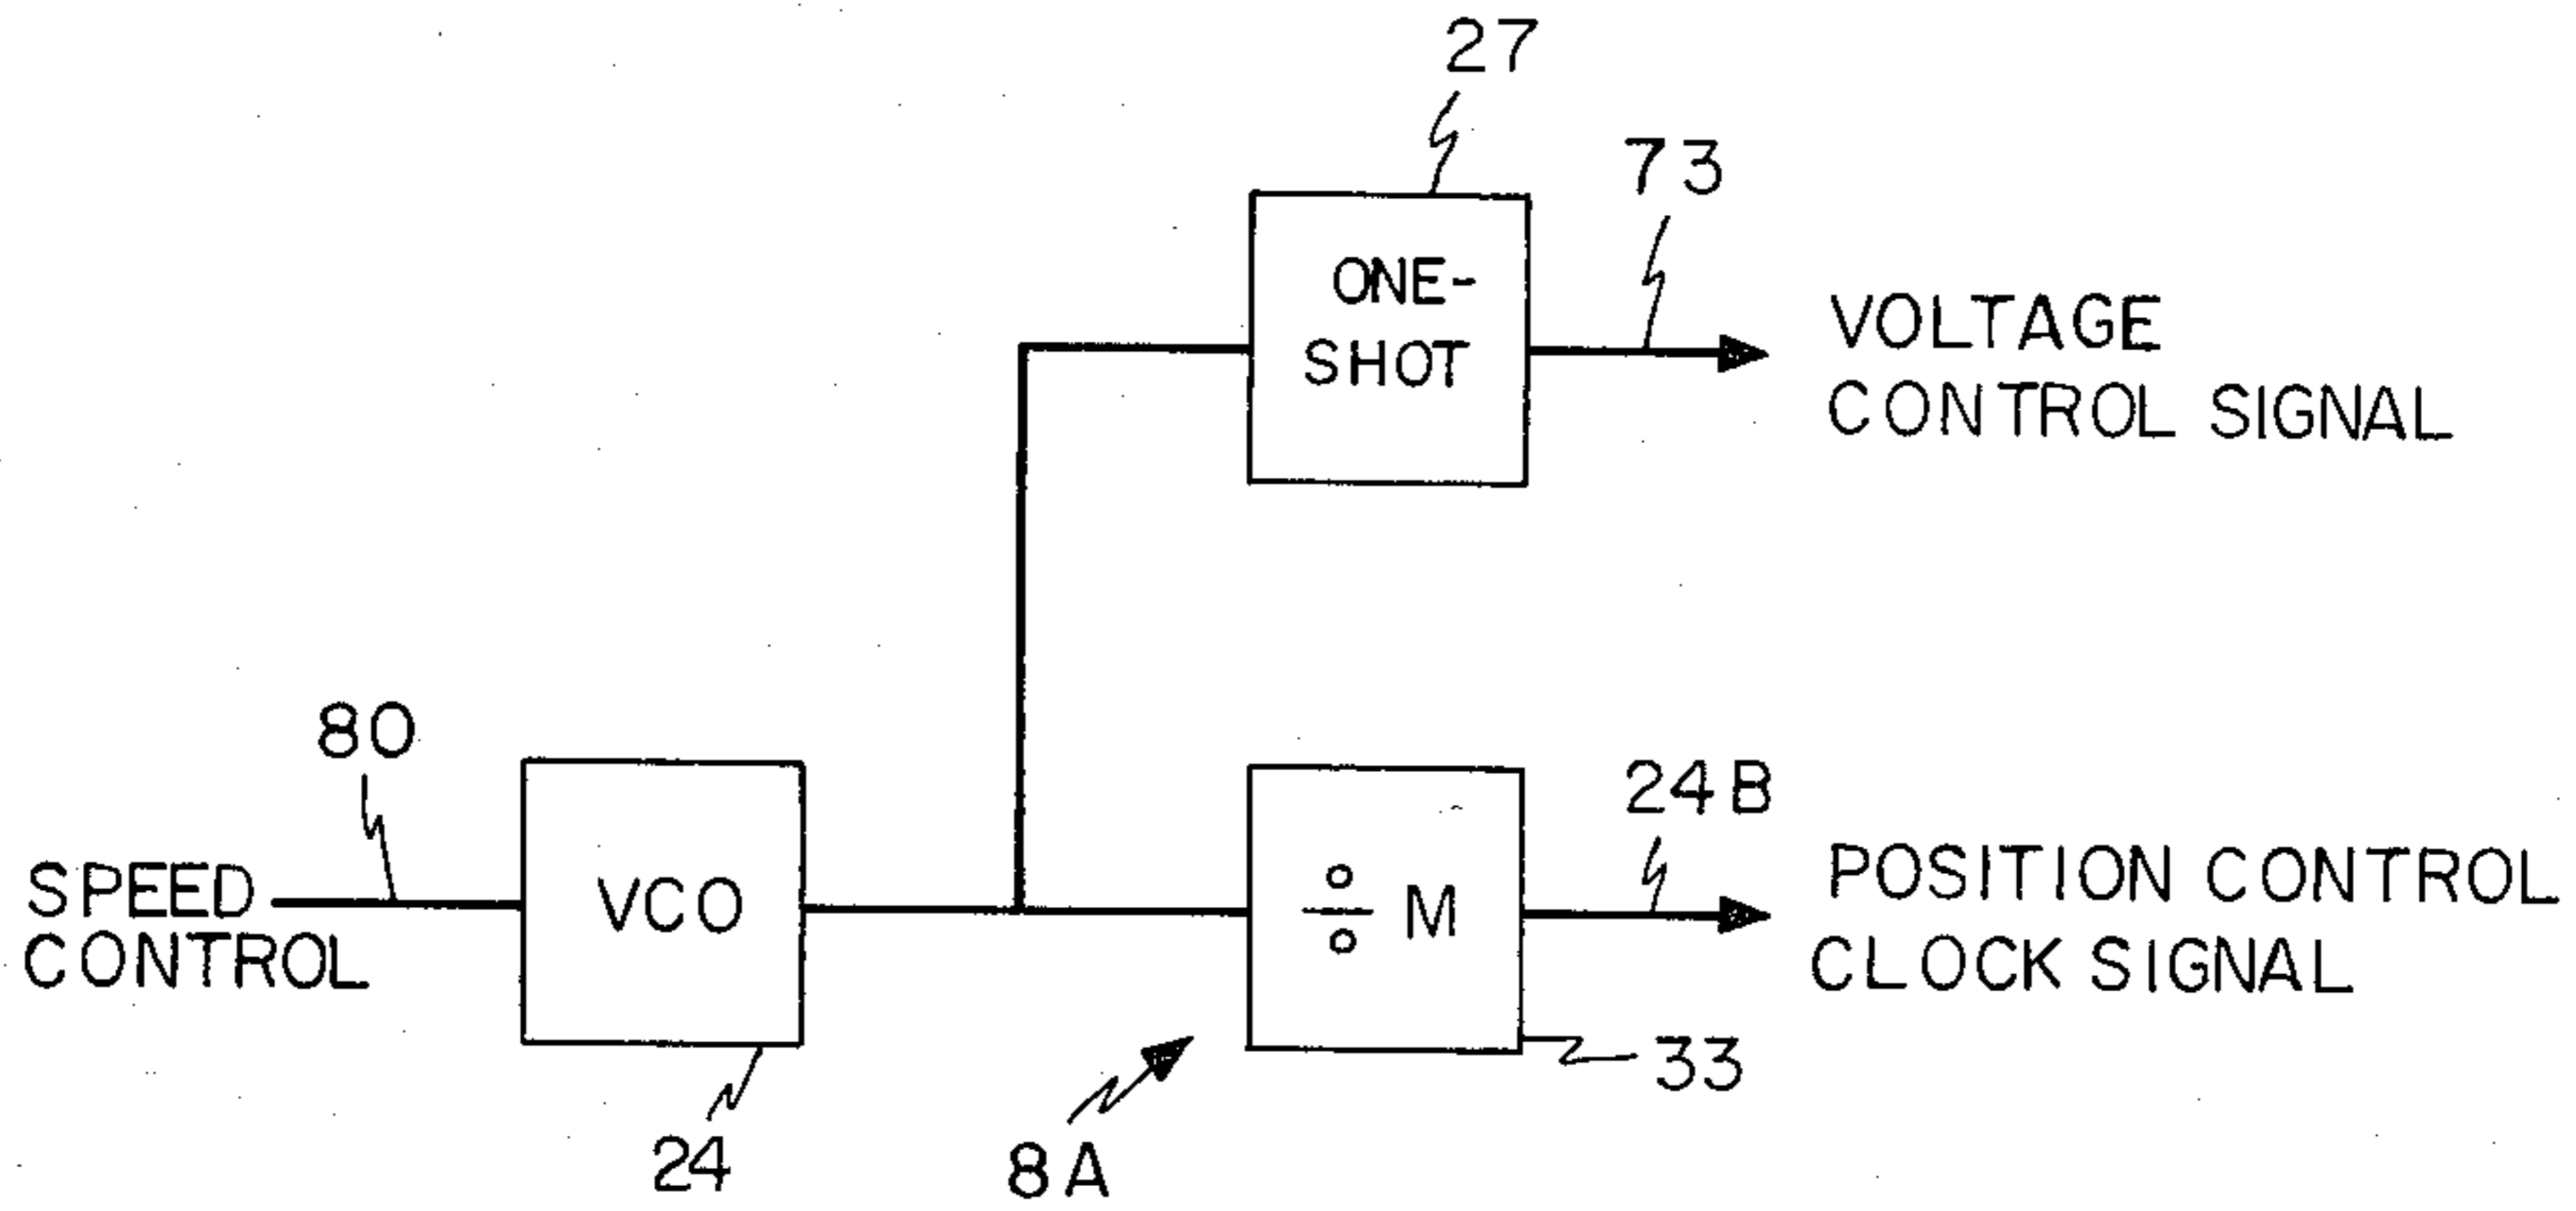 27
73
ONE-
SHOT
VOLTAGE
CONTROL SIGNAL
80
24B
SPEED
CONTROL
VCO
÷ M
POSITION CONTROL
CLOCK SIGNAL
33
24
8A